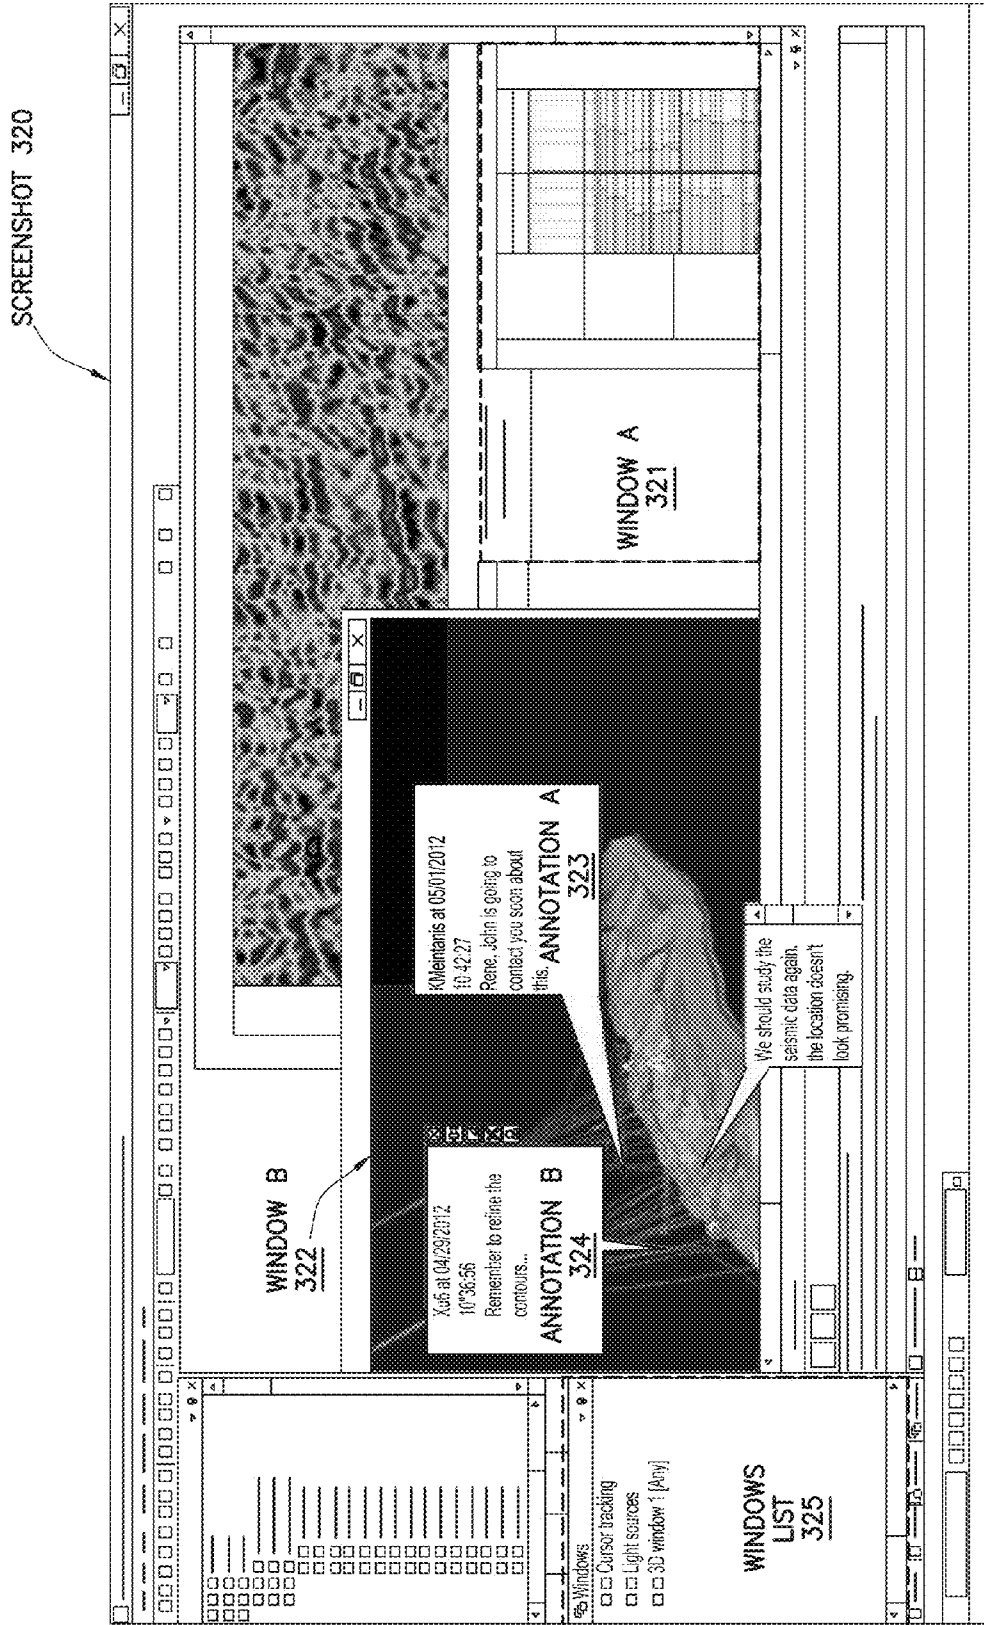 SCREENSHOT 320
WINDOW B
322
Xu6 at 04/29/2012
10"36:56
Remember to refine the
contours...
ANNOTATION B
324
KMeintanis at 05/01/2012
10:42:27
Rene, John is going to
contact you soon about
this.
ANNOTATION A
323
We should study the
seismic data again.
the location doesn't
look promising.
WINDOW A
321
Windows
Cursor tracking
Light sources
3D window 1 [Any]
WINDOWS
LIST
325